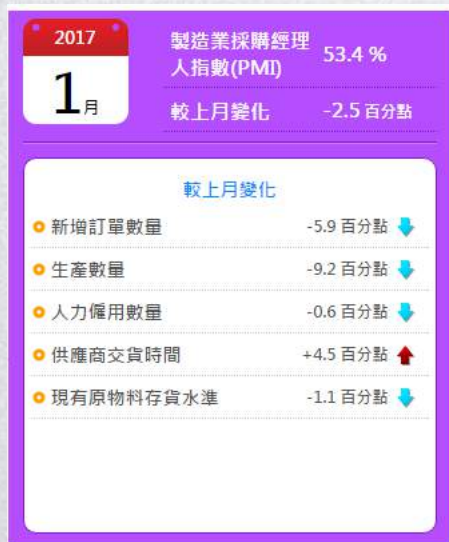 2017
1月
製造業採購經理
人指數(PMI)
53.4 %
較上月變化
-2.5 百分點
較上月變化
新增訂單數量 -5.9 百分點
生產數量 -9.2 百分點
人力僱用數量 -0.6 百分點
供應商交貨時間 +4.5 百分點
現有原物料存貨水準 -1.1 百分點